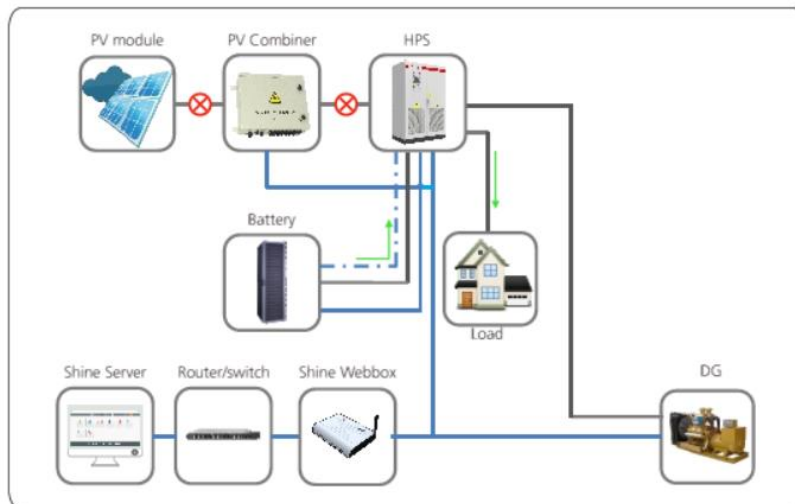 PV module
PV Combiner
HPS
Battery
Load
Shine Server
Router/switch
Shine Webbox
DG